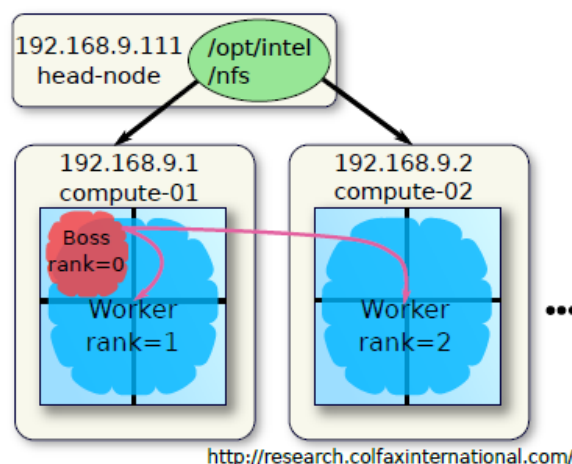 192.168.9.111
head-node
/opt/intel
/nfs
192.168.9.1
compute-01
Boss
rank=0
Worker
rank=1
192.168.9.2
compute-02
Worker
rank=2
...
http://research.colfaxinternational.com/